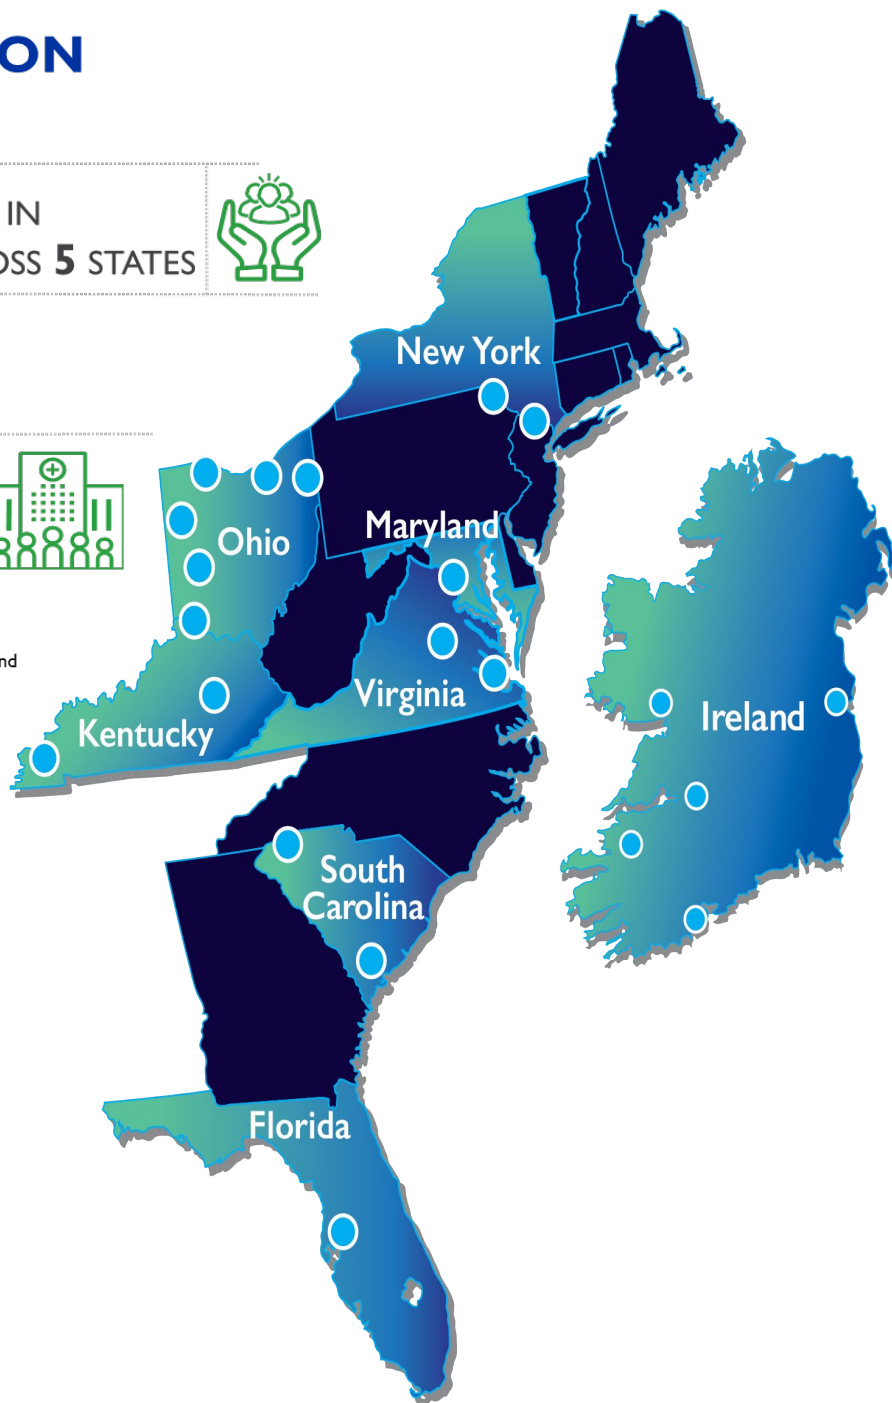 ON
IN
OSS 5 STATES
New York
Maryland
Ohio
nd
Virginia
Kentucky
Ireland
South
Carolina
Florida